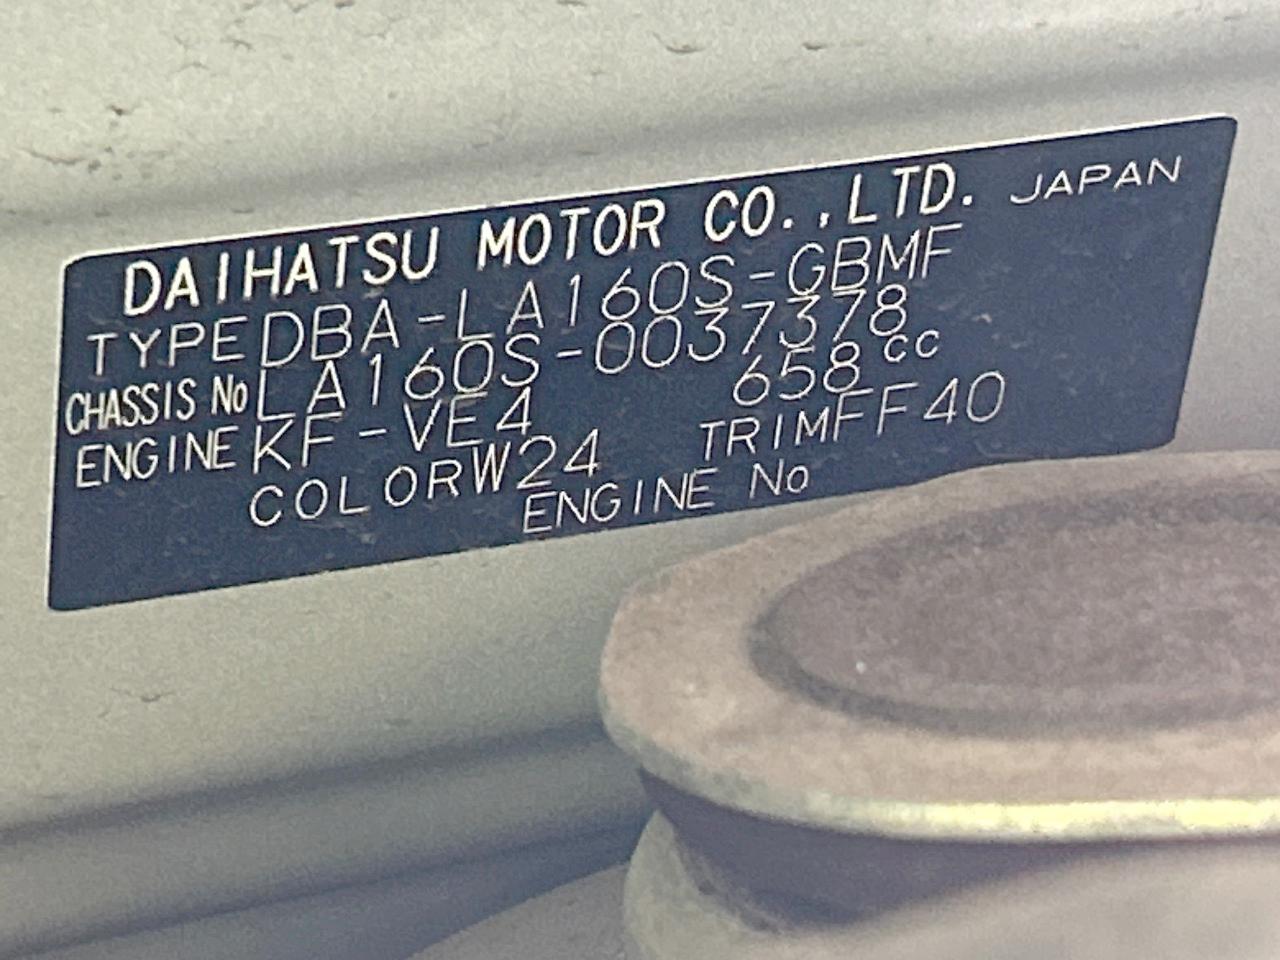 DAIHATSU MOTOR CO.,LTD. JAPAN
TYPE DBA-LA160S-GBMF
CHASSIS No LA160S-0037378
ENGINE KF-VE4 658cc
COLOR W24 TRIM FF40
ENGINE No